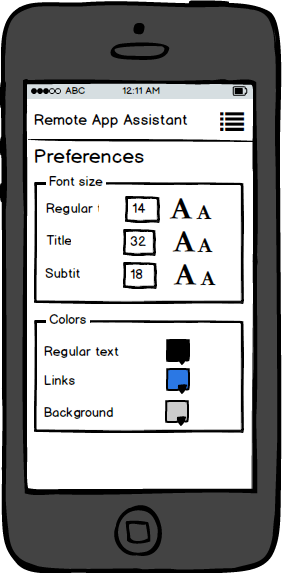 ABC 12:11 AM
Remote App Assistant
Preferences
Font size
Regular 14 A A
Title 32 A A
Subtit 18 A A
Colors
Regular text
Links
Background